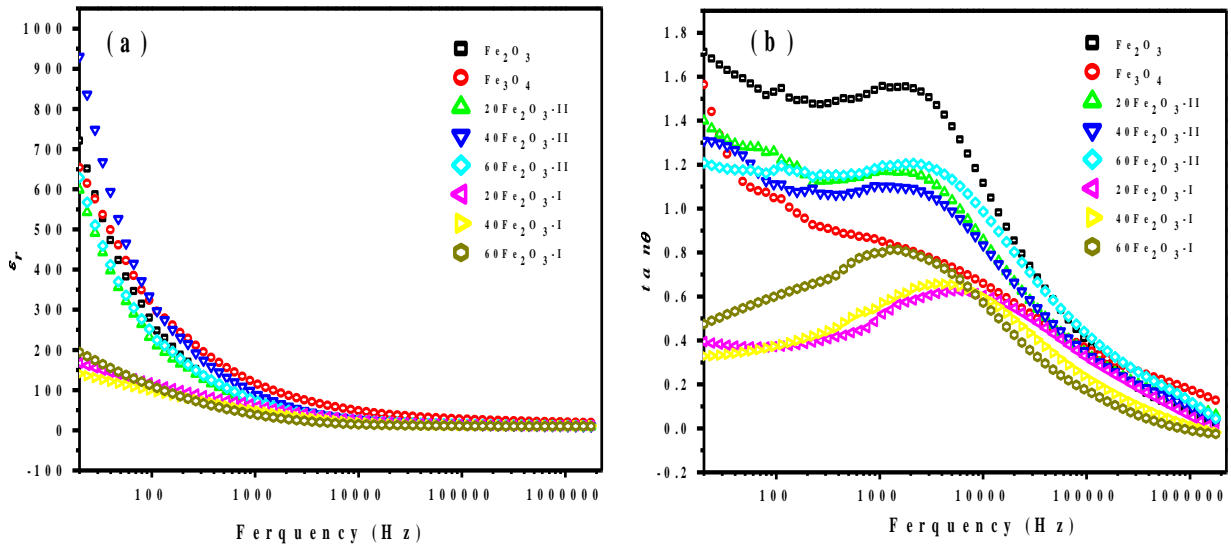 (a)
1000
900
800
700
600
500
400
300
200
100
0
-100
εr
100 1000 10000 100000 1000000
Ferquency (Hz)
Fe2O3
Fe3O4
20Fe2O3-II
40Fe2O3-II
60Fe2O3-II
20Fe2O3-I
40Fe2O3-I
60Fe2O3-I
(b)
1.8
1.6
1.4
1.2
1.0
0.8
0.6
0.4
0.2
0.0
-0.2
tanθ
100 1000 10000 100000 1000000
Ferquency (Hz)
Fe2O3
Fe3O4
20Fe2O3-II
40Fe2O3-II
60Fe2O3-II
20Fe2O3-I
40Fe2O3-I
60Fe2O3-I